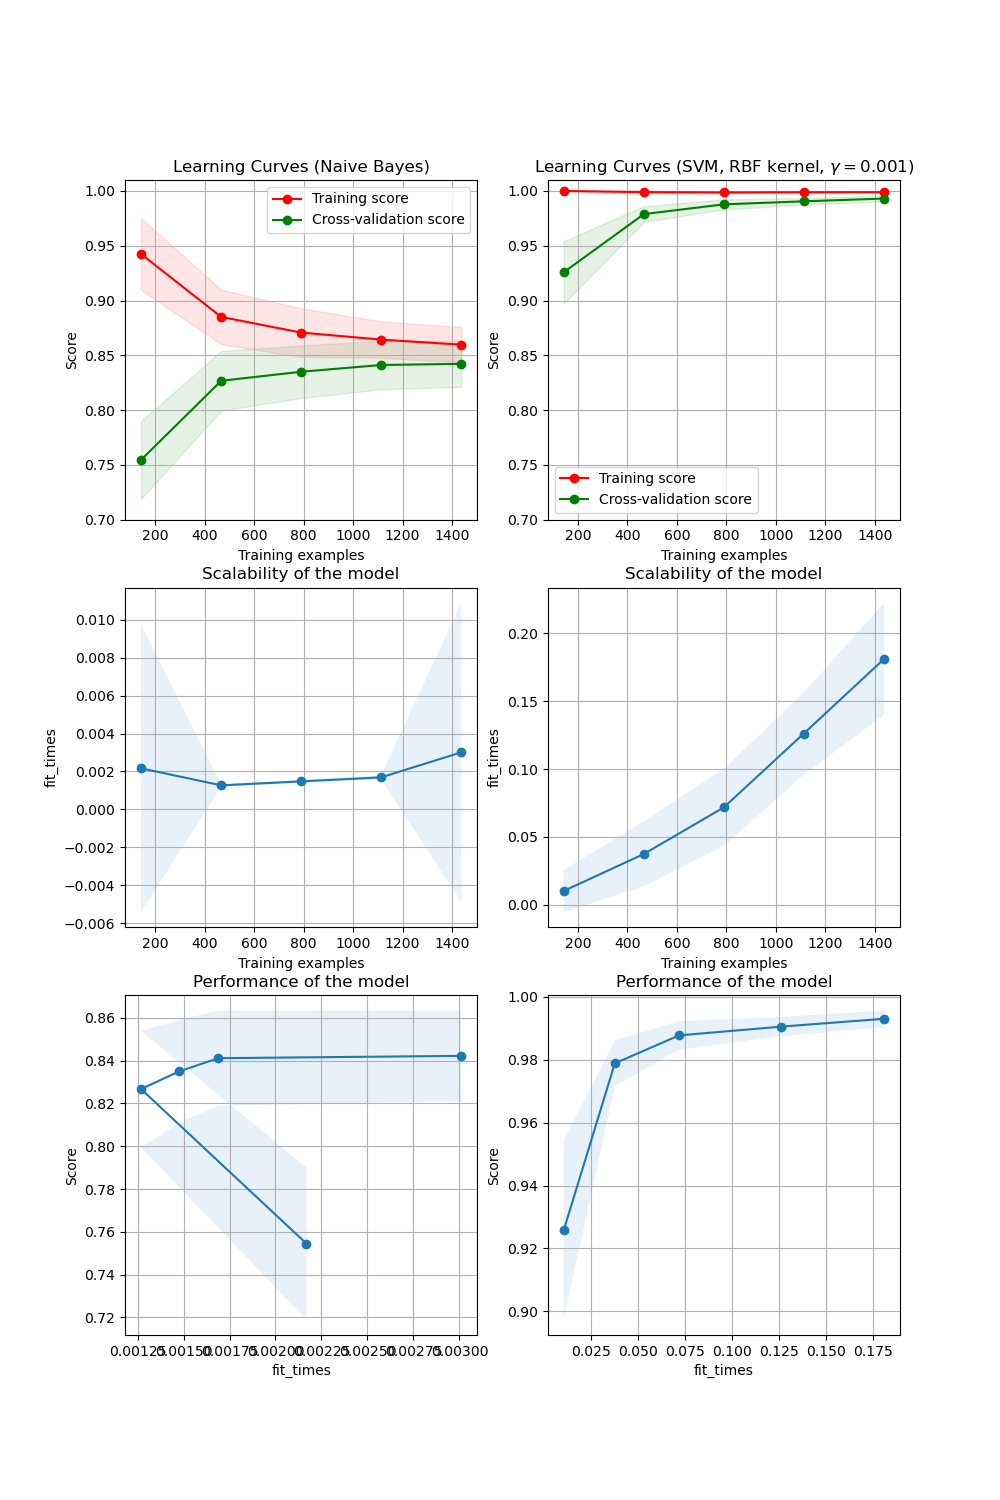 Learning Curves (Naive Bayes)
1.00
0.95
0.90
0.85
0.80
0.75
0.70
Score
Training score
Cross-validation score
200 400 600 800 1000 1200 1400
Training examples
Learning Curves (SVM, RBF kernel, γ = 0.001)
1.00
0.95
0.90
0.85
0.80
0.75
0.70
Score
Training score
Cross-validation score
200 400 600 800 1000 1200 1400
Training examples
Scalability of the model
0.010
0.008
0.006
0.004
0.002
0.000
−0.002
−0.004
−0.006
fit_times
200 400 600 800 1000 1200 1400
Training examples
Scalability of the model
0.20
0.15
0.10
0.05
0.00
fit_times
200 400 600 800 1000 1200 1400
Training examples
Performance of the model
0.86
0.84
0.82
0.80
0.78
0.76
0.74
0.72
Score
0.00125 0.00150 0.00175 0.00200 0.00225 0.00250 0.00275 0.00300
fit_times
Performance of the model
1.00
0.98
0.96
0.94
0.92
0.90
Score
0.025 0.050 0.075 0.100 0.125 0.150 0.175
fit_times